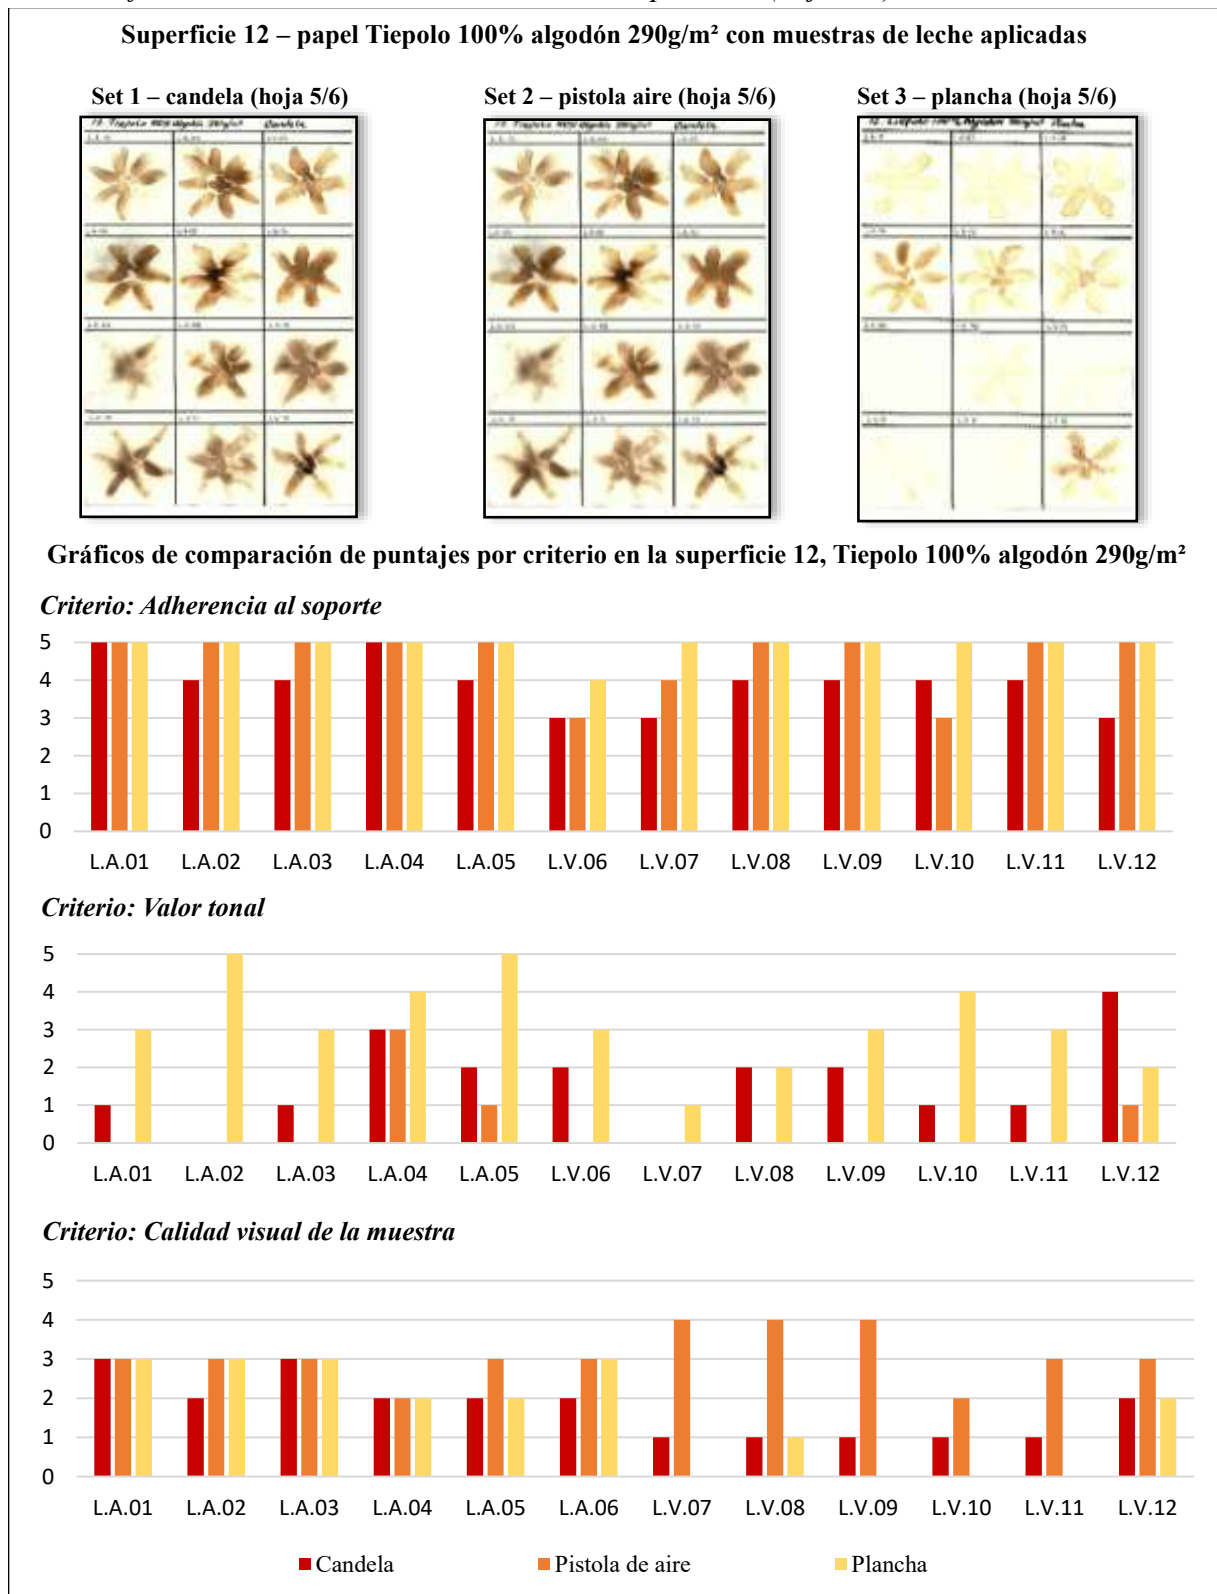 Superficie 12 – papel Tiepolo 100% algodón 290g/m² con muestras de leche aplicadas
Set 1 – candela (hoja 5/6) Set 2 – pistola aire (hoja 5/6) Set 3 – plancha (hoja 5/6)
Gráficos de comparación de puntajes por criterio en la superficie 12, Tiepolo 100% algodón 290g/m²
Criterio: Adherencia al soporte
5
4
3
2
1
0
L.A.01 L.A.02 L.A.03 L.A.04 L.A.05 L.V.06 L.V.07 L.V.08 L.V.09 L.V.10 L.V.11 L.V.12
Criterio: Valor tonal
5
4
3
2
1
0
L.A.01 L.A.02 L.A.03 L.A.04 L.A.05 L.V.06 L.V.07 L.V.08 L.V.09 L.V.10 L.V.11 L.V.12
Criterio: Calidad visual de la muestra
5
4
3
2
1
0
L.A.01 L.A.02 L.A.03 L.A.04 L.A.05 L.A.06 L.V.07 L.V.08 L.V.09 L.V.10 L.V.11 L.V.12
Candela Pistola de aire Plancha